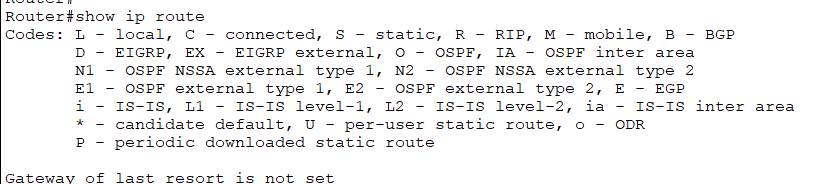 Router#
Router#show ip route
Codes: L - local, C - connected, S - static, R - RIP, M - mobile, B - BGP
D - EIGRP, EX - EIGRP external, O - OSPF, IA - OSPF inter area
N1 - OSPF NSSA external type 1, N2 - OSPF NSSA external type 2
E1 - OSPF external type 1, E2 - OSPF external type 2, E - EGP
i - IS-IS, L1 - IS-IS level-1, L2 - IS-IS level-2, ia - IS-IS inter area
* - candidate default, U - per-user static route, o - ODR
P - periodic downloaded static route
Gateway of last resort is not set